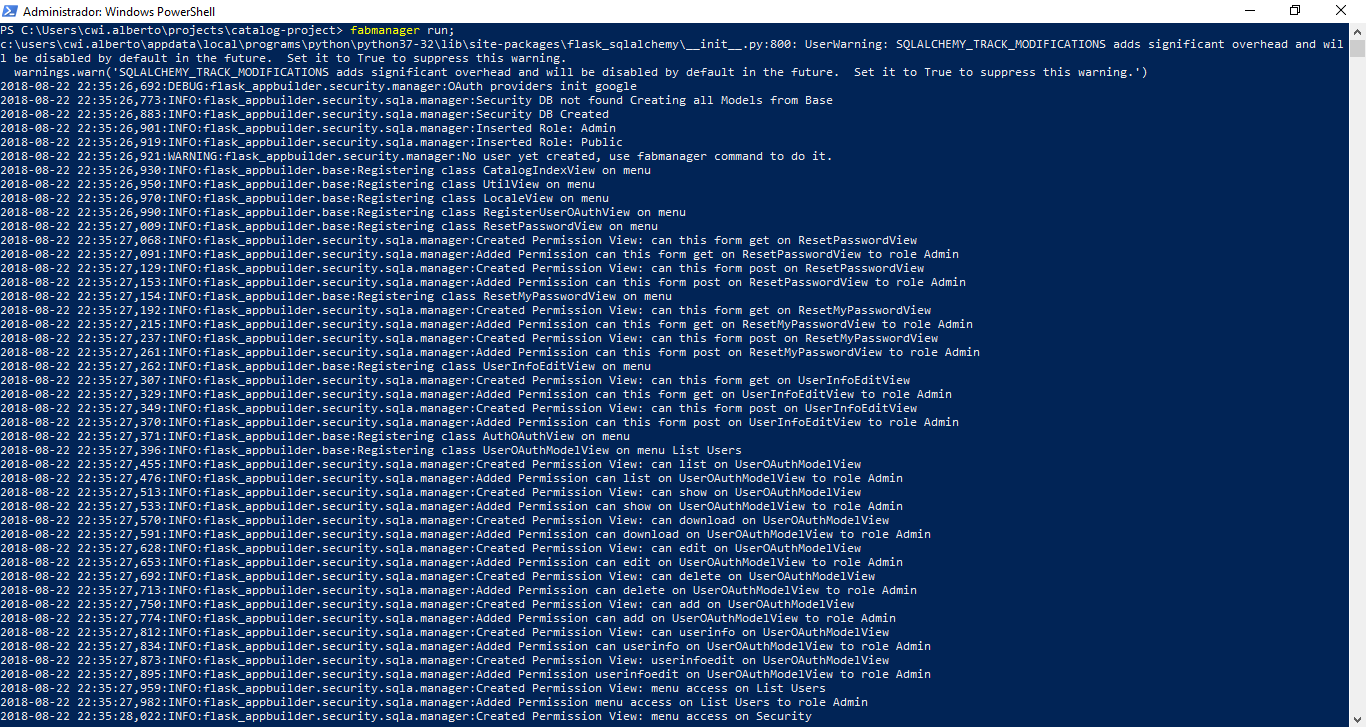 Administrador: Windows PowerShell
PS C:\Users\cwi.alberto\projects\catalog-project> fabmanager run;
c:\users\cwi.alberto\appdata\local\programs\python\python37-32\lib\site-packages\flask_sqlalchemy\__init__.py:800: UserWarning: SQLALCHEMY_TRACK_MODIFICATIONS adds significant overhead and wil
l be disabled by default in the future.  Set it to True to suppress this warning.
  warnings.warn('SQLALCHEMY_TRACK_MODIFICATIONS adds significant overhead and will be disabled by default in the future.  Set it to True to suppress this warning.')
2018-08-22 22:35:26,692:DEBUG:flask_appbuilder.security.manager:OAuth providers init google
2018-08-22 22:35:26,773:INFO:flask_appbuilder.security.sqla.manager:Security DB not found Creating all Models from Base
2018-08-22 22:35:26,883:INFO:flask_appbuilder.security.sqla.manager:Security DB Created
2018-08-22 22:35:26,901:INFO:flask_appbuilder.security.sqla.manager:Inserted Role: Admin
2018-08-22 22:35:26,919:INFO:flask_appbuilder.security.sqla.manager:Inserted Role: Public
2018-08-22 22:35:26,921:WARNING:flask_appbuilder.security.manager:No user yet created, use fabmanager command to do it.
2018-08-22 22:35:26,930:INFO:flask_appbuilder.base:Registering class CatalogIndexView on menu
2018-08-22 22:35:26,950:INFO:flask_appbuilder.base:Registering class UtilView on menu
2018-08-22 22:35:26,970:INFO:flask_appbuilder.base:Registering class LocaleView on menu
2018-08-22 22:35:26,990:INFO:flask_appbuilder.base:Registering class RegisterUserOAuthView on menu
2018-08-22 22:35:27,009:INFO:flask_appbuilder.base:Registering class ResetPasswordView on menu
2018-08-22 22:35:27,068:INFO:flask_appbuilder.security.sqla.manager:Created Permission View: can this form get on ResetPasswordView
2018-08-22 22:35:27,091:INFO:flask_appbuilder.security.sqla.manager:Added Permission can this form get on ResetPasswordView to role Admin
2018-08-22 22:35:27,129:INFO:flask_appbuilder.security.sqla.manager:Created Permission View: can this form post on ResetPasswordView
2018-08-22 22:35:27,153:INFO:flask_appbuilder.security.sqla.manager:Added Permission can this form post on ResetPasswordView to role Admin
2018-08-22 22:35:27,154:INFO:flask_appbuilder.base:Registering class ResetMyPasswordView on menu
2018-08-22 22:35:27,192:INFO:flask_appbuilder.security.sqla.manager:Created Permission View: can this form get on ResetMyPasswordView
2018-08-22 22:35:27,215:INFO:flask_appbuilder.security.sqla.manager:Added Permission can this form get on ResetMyPasswordView to role Admin
2018-08-22 22:35:27,237:INFO:flask_appbuilder.security.sqla.manager:Created Permission View: can this form post on ResetMyPasswordView
2018-08-22 22:35:27,261:INFO:flask_appbuilder.security.sqla.manager:Added Permission can this form post on ResetMyPasswordView to role Admin
2018-08-22 22:35:27,262:INFO:flask_appbuilder.base:Registering class UserInfoEditView on menu
2018-08-22 22:35:27,307:INFO:flask_appbuilder.security.sqla.manager:Created Permission View: can this form get on UserInfoEditView
2018-08-22 22:35:27,329:INFO:flask_appbuilder.security.sqla.manager:Added Permission can this form get on UserInfoEditView to role Admin
2018-08-22 22:35:27,349:INFO:flask_appbuilder.security.sqla.manager:Created Permission View: can this form post on UserInfoEditView
2018-08-22 22:35:27,370:INFO:flask_appbuilder.security.sqla.manager:Added Permission can this form post on UserInfoEditView to role Admin
2018-08-22 22:35:27,371:INFO:flask_appbuilder.base:Registering class AuthOAuthView on menu
2018-08-22 22:35:27,396:INFO:flask_appbuilder.base:Registering class UserOAuthModelView on menu List Users
2018-08-22 22:35:27,455:INFO:flask_appbuilder.security.sqla.manager:Created Permission View: can list on UserOAuthModelView
2018-08-22 22:35:27,476:INFO:flask_appbuilder.security.sqla.manager:Added Permission can list on UserOAuthModelView to role Admin
2018-08-22 22:35:27,513:INFO:flask_appbuilder.security.sqla.manager:Created Permission View: can show on UserOAuthModelView
2018-08-22 22:35:27,533:INFO:flask_appbuilder.security.sqla.manager:Added Permission can show on UserOAuthModelView to role Admin
2018-08-22 22:35:27,570:INFO:flask_appbuilder.security.sqla.manager:Created Permission View: can download on UserOAuthModelView
2018-08-22 22:35:27,591:INFO:flask_appbuilder.security.sqla.manager:Added Permission can download on UserOAuthModelView to role Admin
2018-08-22 22:35:27,628:INFO:flask_appbuilder.security.sqla.manager:Created Permission View: can edit on UserOAuthModelView
2018-08-22 22:35:27,653:INFO:flask_appbuilder.security.sqla.manager:Added Permission can edit on UserOAuthModelView to role Admin
2018-08-22 22:35:27,692:INFO:flask_appbuilder.security.sqla.manager:Created Permission View: can delete on UserOAuthModelView
2018-08-22 22:35:27,713:INFO:flask_appbuilder.security.sqla.manager:Added Permission can delete on UserOAuthModelView to role Admin
2018-08-22 22:35:27,750:INFO:flask_appbuilder.security.sqla.manager:Created Permission View: can add on UserOAuthModelView
2018-08-22 22:35:27,774:INFO:flask_appbuilder.security.sqla.manager:Added Permission can add on UserOAuthModelView to role Admin
2018-08-22 22:35:27,812:INFO:flask_appbuilder.security.sqla.manager:Created Permission View: can userinfo on UserOAuthModelView
2018-08-22 22:35:27,834:INFO:flask_appbuilder.security.sqla.manager:Added Permission can userinfo on UserOAuthModelView to role Admin
2018-08-22 22:35:27,873:INFO:flask_appbuilder.security.sqla.manager:Created Permission View: userinfoedit on UserOAuthModelView
2018-08-22 22:35:27,895:INFO:flask_appbuilder.security.sqla.manager:Added Permission userinfoedit on UserOAuthModelView to role Admin
2018-08-22 22:35:27,959:INFO:flask_appbuilder.security.sqla.manager:Created Permission View: menu access on List Users
2018-08-22 22:35:27,982:INFO:flask_appbuilder.security.sqla.manager:Added Permission menu access on List Users to role Admin
2018-08-22 22:35:28,022:INFO:flask_appbuilder.security.sqla.manager:Created Permission View: menu access on Security